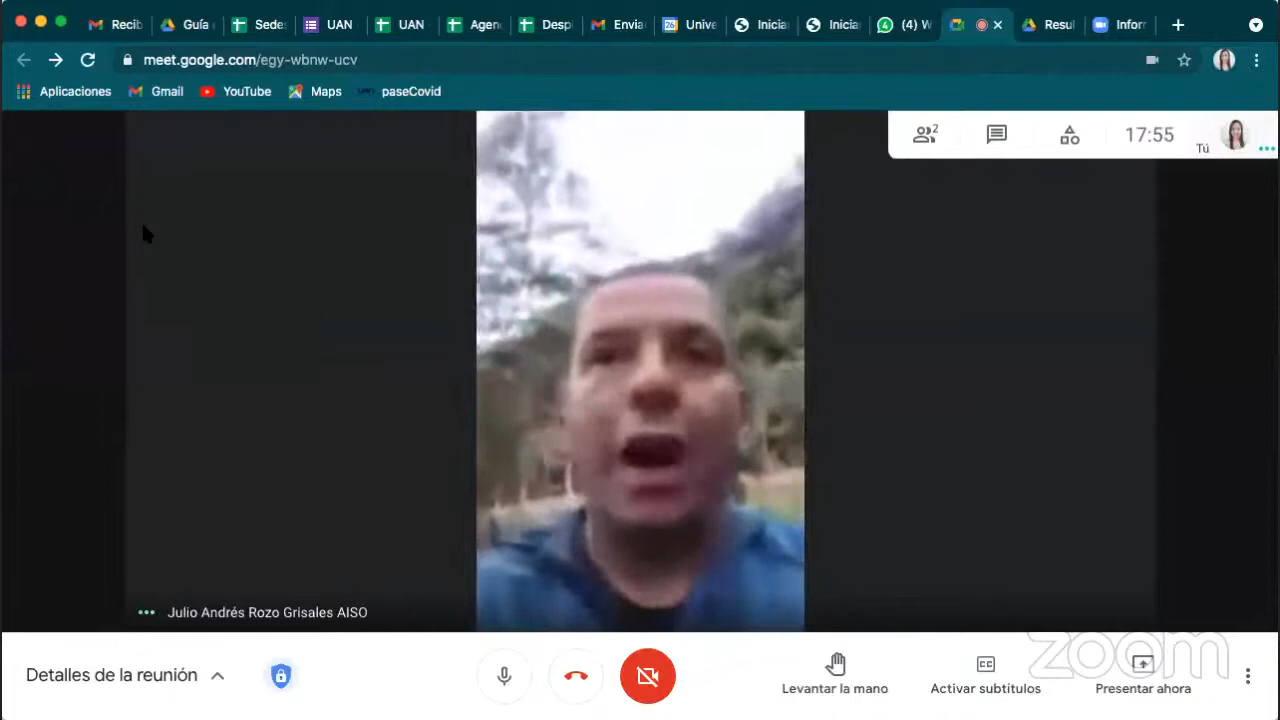 Recib
Guía
Sede
UAN
UAN
Agen
Desp
Envia
26
Unive
Inicia
Inicia
(4) W
Resul
Inforr
meet.google.com/egy-wbnw-ucv
Aplicaciones
Gmail
YouTube
Maps
paseCovid
2
17:55
Tú
Julio Andrés Rozo Grisales AISO
Detalles de la reunión
Levantar la mano
Activar subtítulos
Presentar ahora
zoom